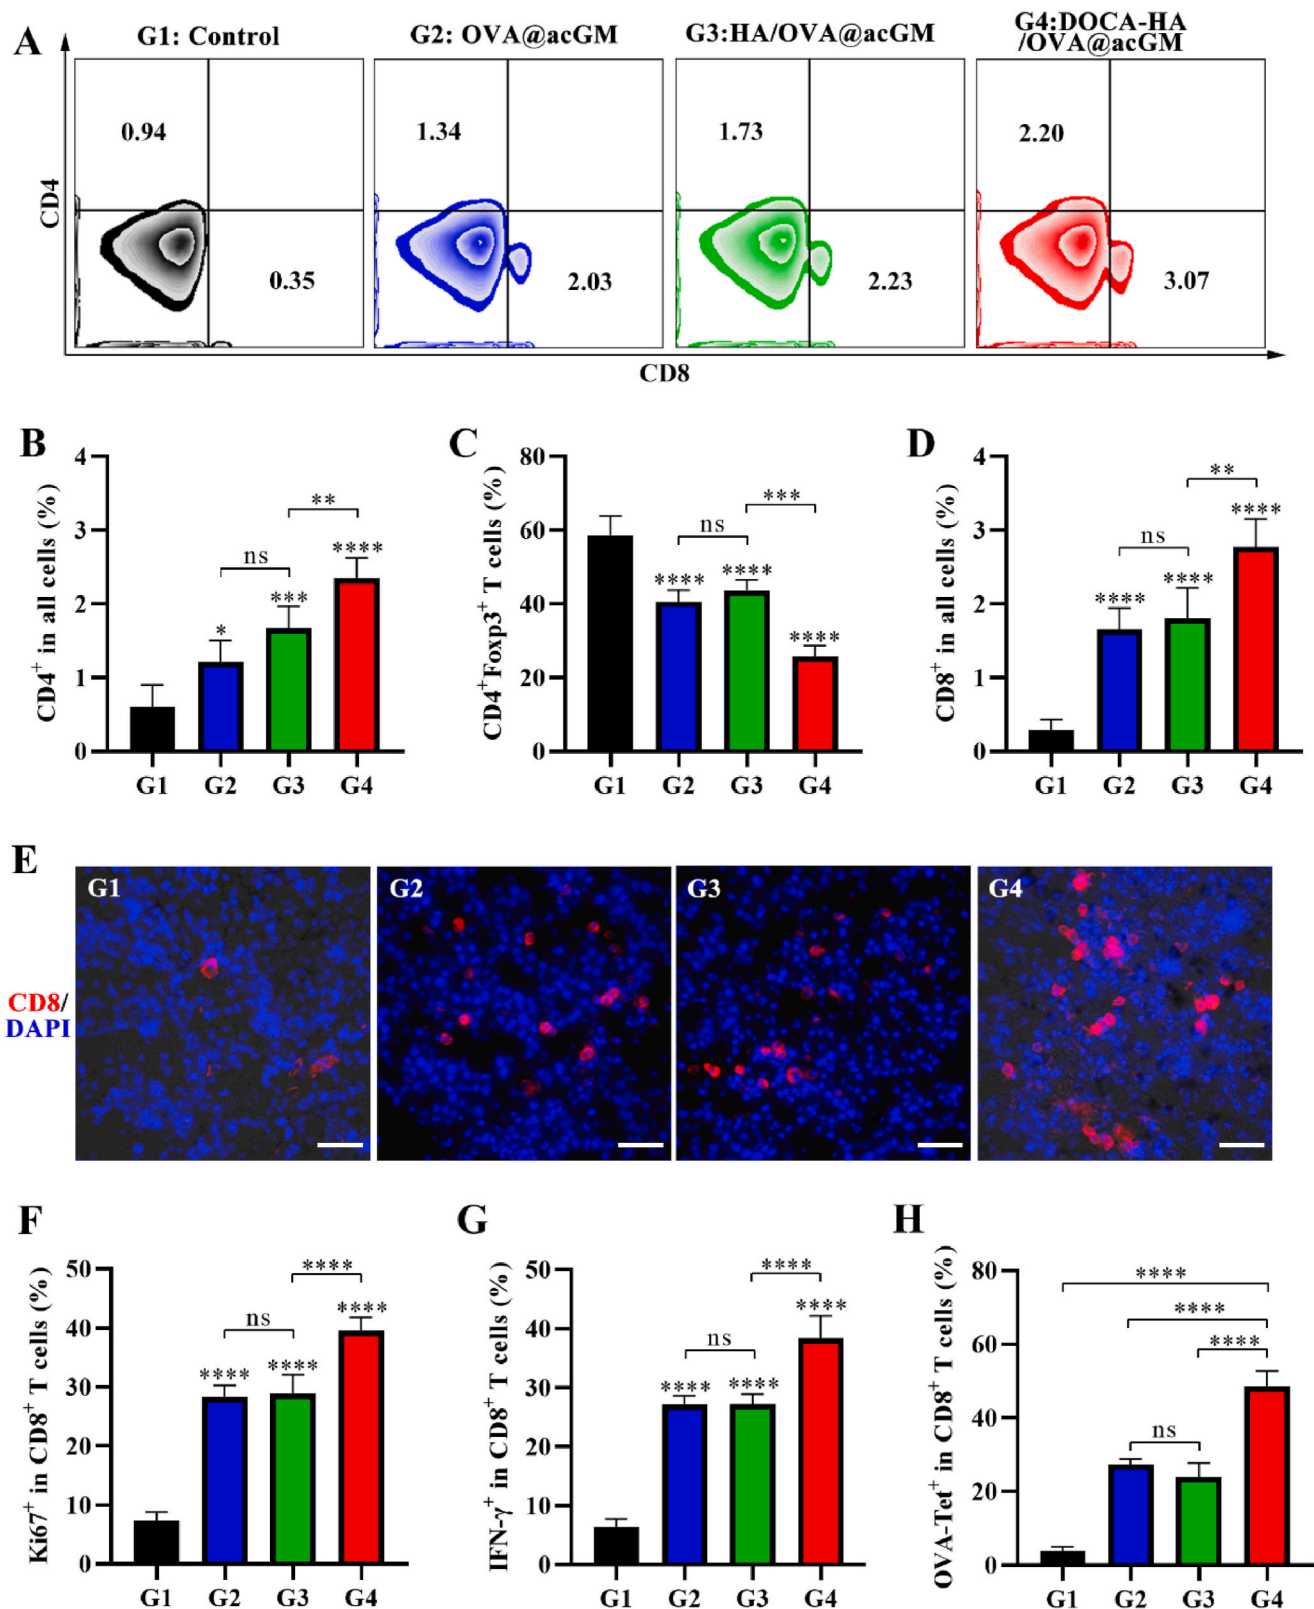 A
G1: Control
G2: OVA@acGM
G3:HA/OVA@acGM
G4:DOCA-HA
/OVA@acGM
CD4
0.94
0.35
1.34
2.03
1.73
2.23
2.20
3.07
CD8
B
CD4+ in all cells (%)
4
3
2
1
0
*
***
****
ns
**
G1 G2 G3 G4
C
CD4+Foxp3+ T cells (%)
80
60
40
20
0
****
****
****
ns
***
G1 G2 G3 G4
D
CD8+ in all cells (%)
4
3
2
1
0
****
****
****
ns
**
G1 G2 G3 G4
E
CD8/
DAPI
G1
G2
G3
G4
F
Ki67+ in CD8+ T cells (%)
50
40
30
20
10
0
****
****
****
ns
****
G1 G2 G3 G4
G
IFN-γ+ in CD8+ T cells (%)
50
40
30
20
10
0
****
****
****
ns
****
G1 G2 G3 G4
H
OVA-Tet+ in CD8+ T cells (%)
80
60
40
20
0
****
****
****
ns
G1 G2 G3 G4